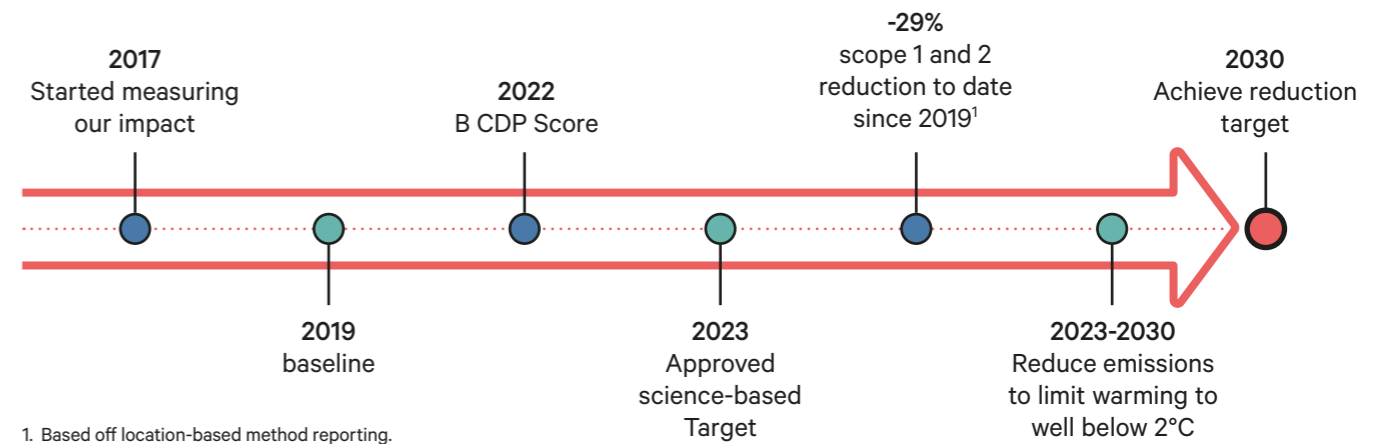 2017
Started measuring
our impact
2019
baseline
2022
B CDP Score
2023
Approved
science-based
Target
-29%
scope 1 and 2
reduction to date
since 2019¹
2023-2030
Reduce emissions
to limit warming to
well below 2°C
2030
Achieve reduction
target
1. Based off location-based method reporting.